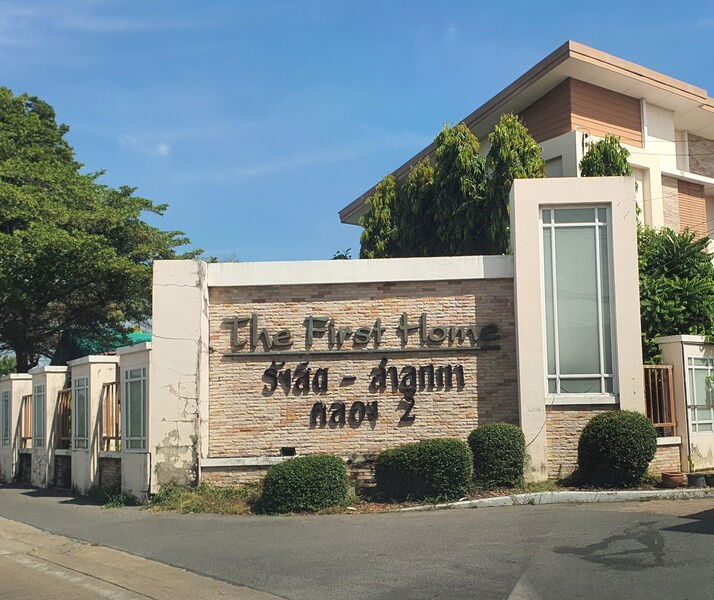 The First Home
รังสิต - ลำลูกกา
คลอง 2